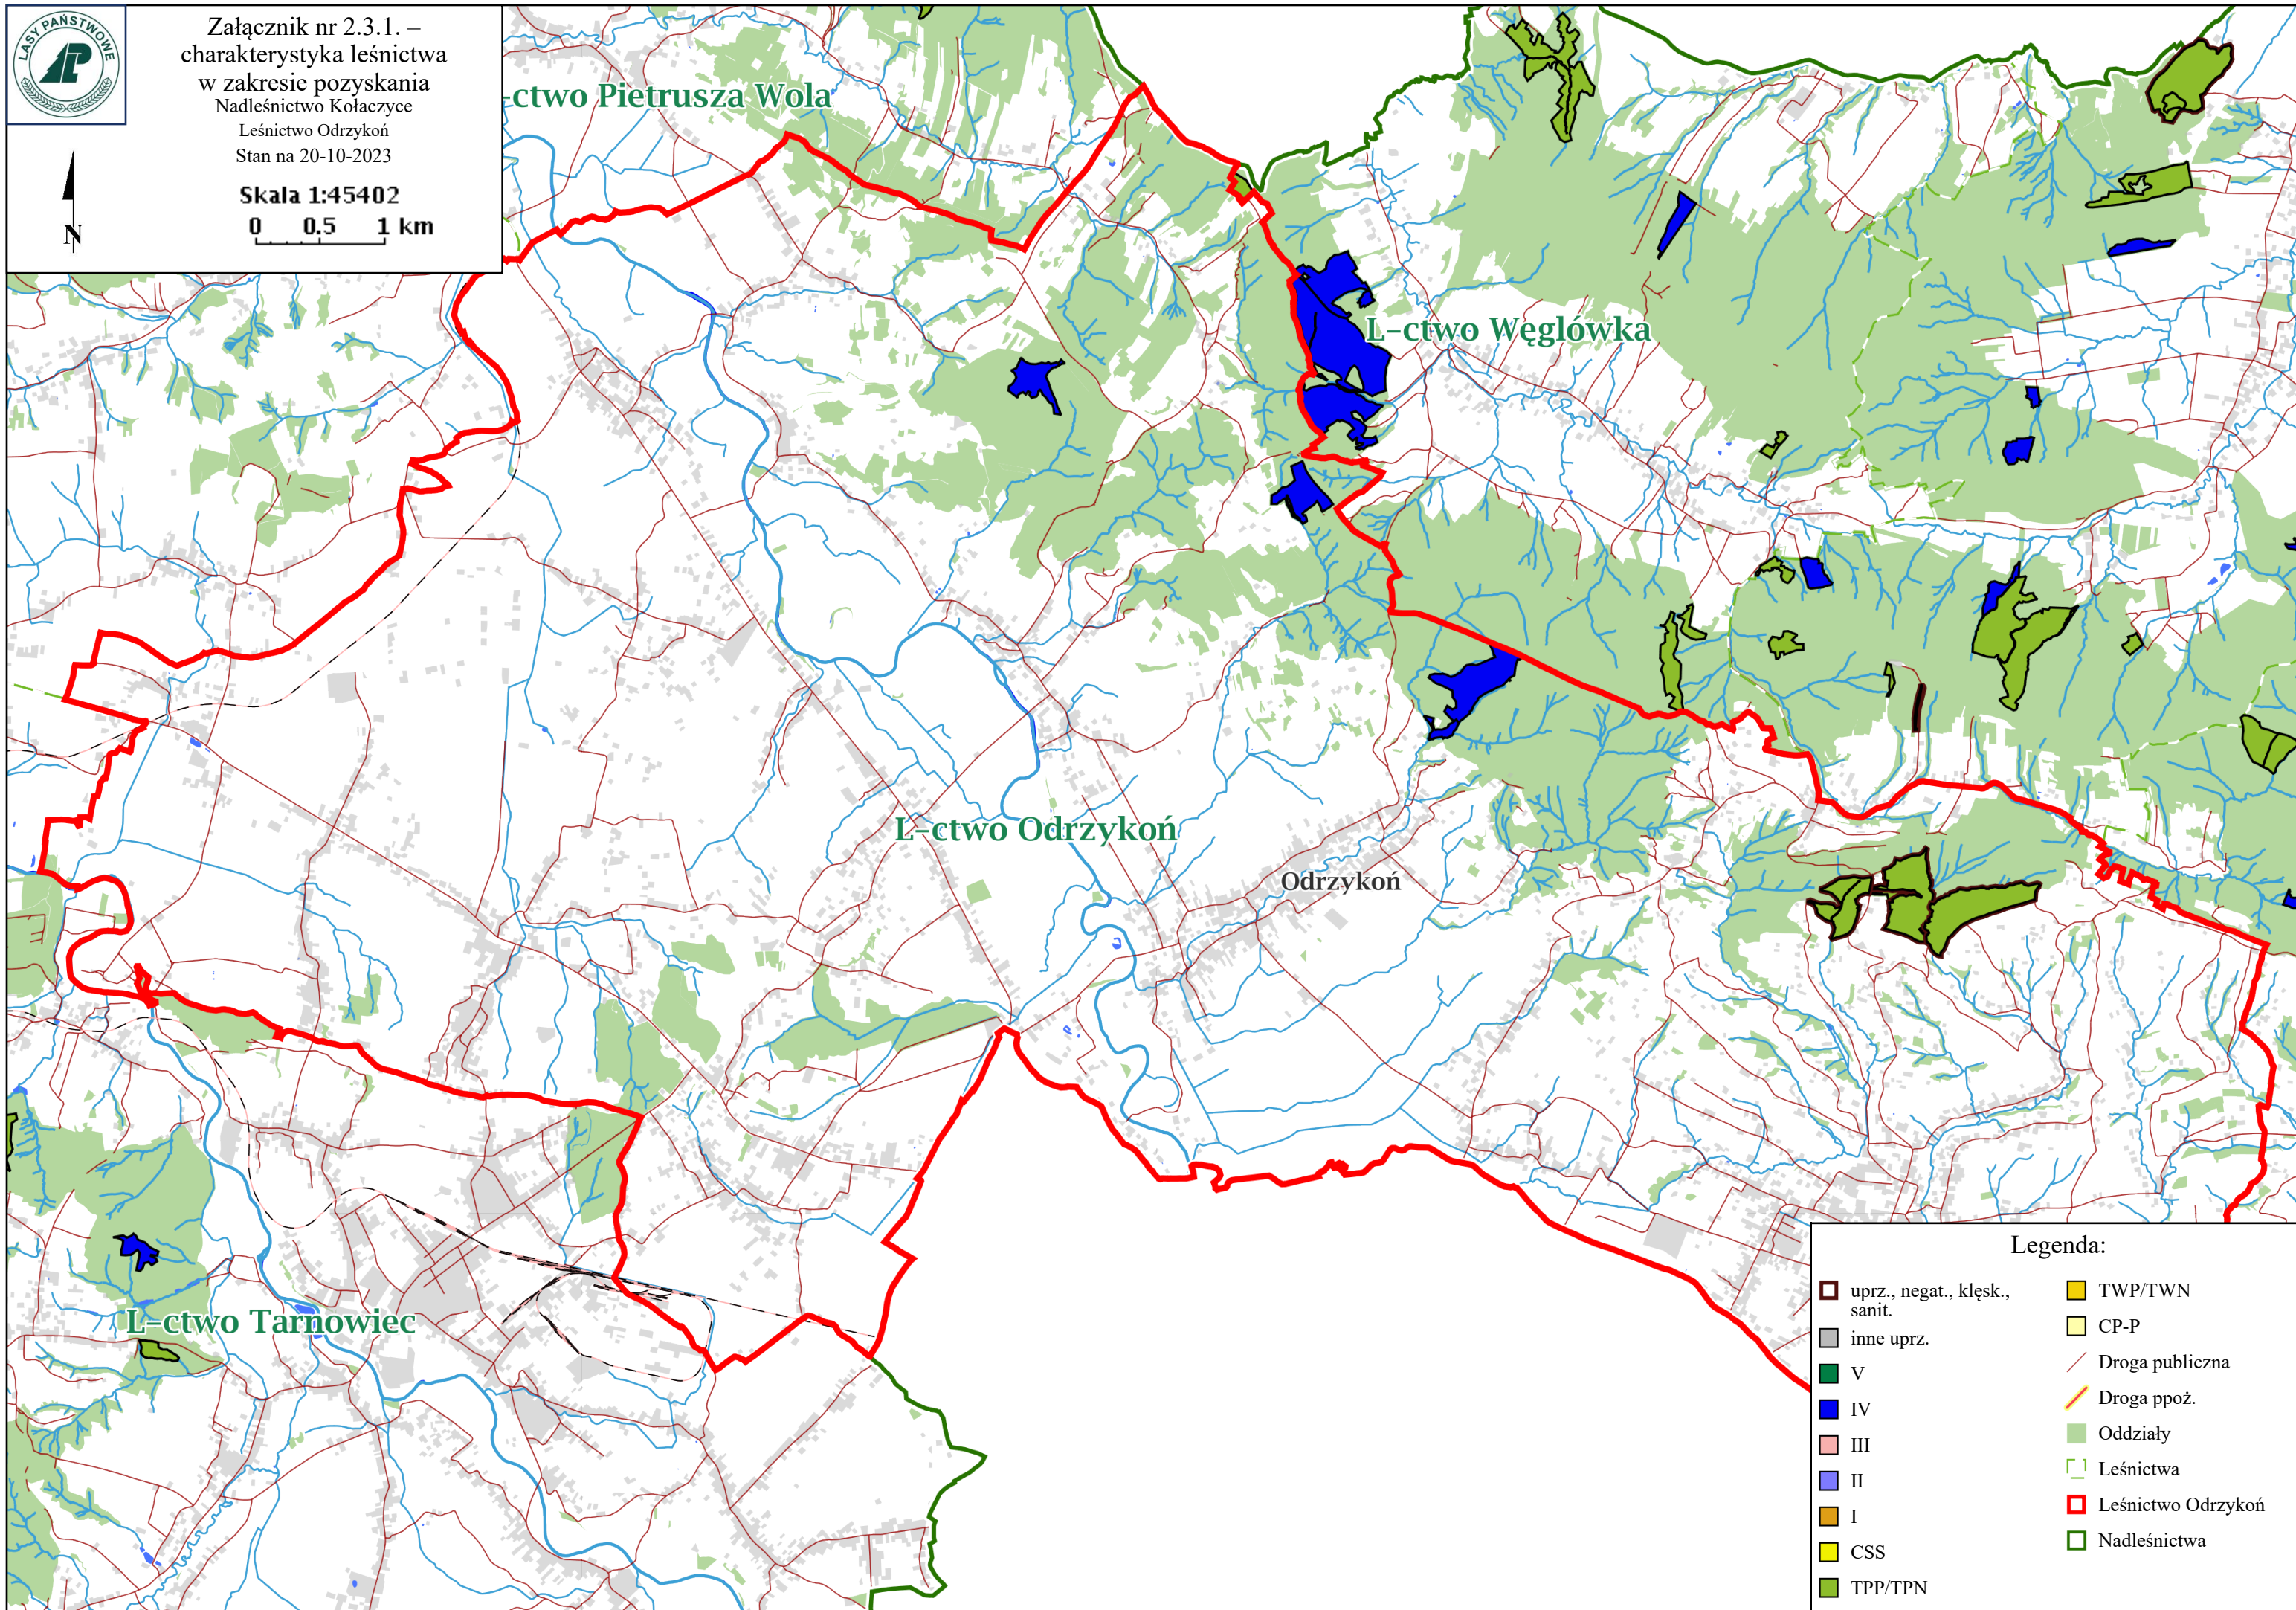 LASY PAŃSTWOWE
Załącznik nr 2.3.1. –
charakterystyka leśnictwa
w zakresie pozyskania
Nadleśnictwo Kołaczyce
Leśnictwo Odrzykoń
Stan na 20-10-2023
Skala 1:45402
0 0.5 1 km
N
-ctwo Pietrusza Wola
L-ctwo Węglówka
L-ctwo Odrzykoń
Odrzykoń
L-ctwo Tarnowiec
Legenda:
uprz., negat., klęsk.,
sanit.
inne uprz.
V
IV
III
II
I
CSS
TPP/TPN
TWP/TWN
CP-P
Droga publiczna
Droga ppoż.
Oddziały
Leśnictwa
Leśnictwo Odrzykoń
Nadleśnictwa